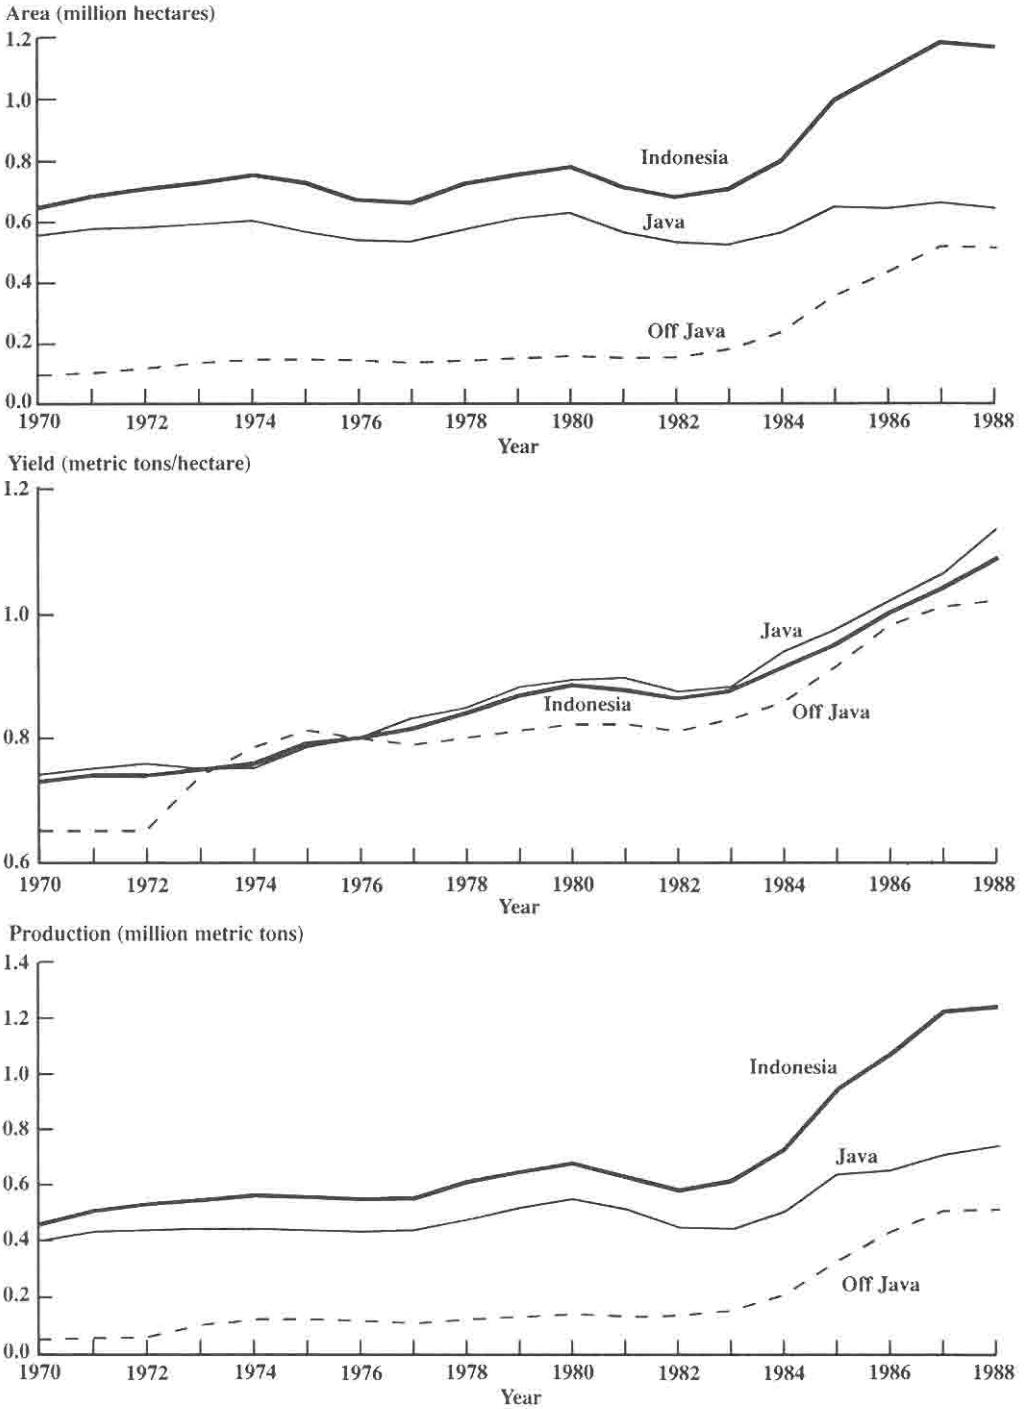 Area (million hectares)
1.2
1.0
0.8
0.6
0.4
0.2
0.0
Indonesia
Java
Off Java
1970 1972 1974 1976 1978 1980 1982 1984 1986 1988
Year
Yield (metric tons/hectare)
1.2
1.0
0.8
0.6
Java
Indonesia
Off Java
1970 1972 1974 1976 1978 1980 1982 1984 1986 1988
Year
Production (million metric tons)
1.4
1.2
1.0
0.8
0.6
0.4
0.2
0.0
Indonesia
Java
Off Java
1970 1972 1974 1976 1978 1980 1982 1984 1986 1988
Year